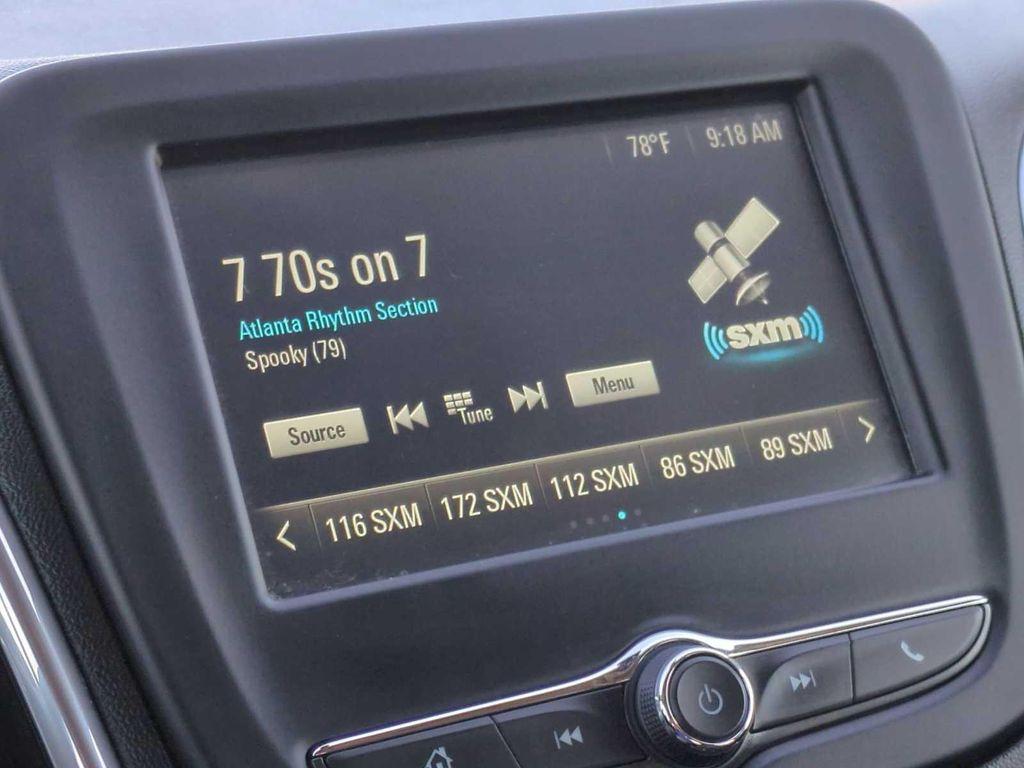 78°F 9:18 AM
7 70s on 7
Atlanta Rhythm Section
Spooky (79)
sxm
Source Tune Menu
116 SXM 172 SXM 112 SXM 86 SXM 89 SXM